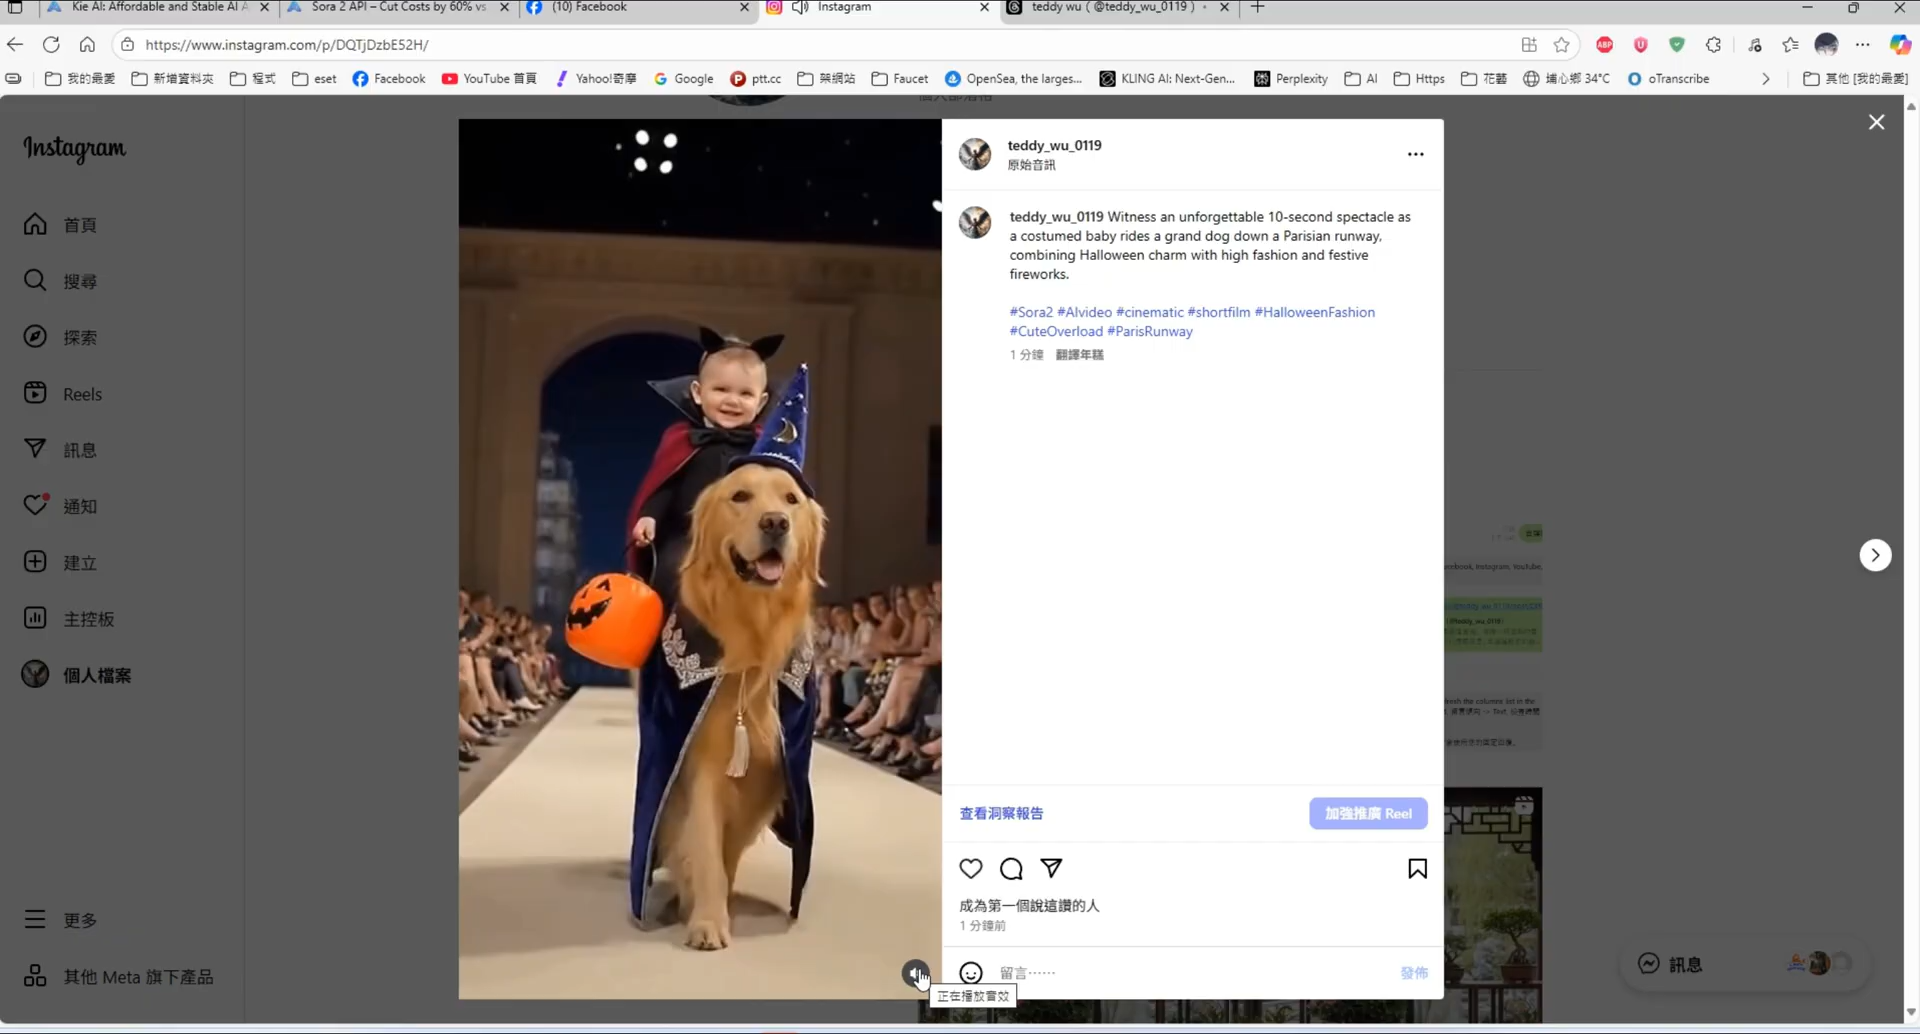 Kie AI: Affordable and Stable AI A
Sora 2 API – Cut Costs by 60% vs
(10) Facebook
Instagram
teddy wu ( @teddy_wu_0119 ) •
https://www.instagram.com/p/DQTjDzbE52H/
我的最愛
新增資料夾
程式
eset
Facebook
YouTube 首頁
Yahoo!奇摩
Google
ptt.cc
架網站
Faucet
OpenSea, the larges...
KLING AI: Next-Gen...
Perplexity
AI
Https
花藝
埔心鄉 34°C
oTranscribe
其他 [我的最愛]
Instagram
首頁
搜尋
探索
Reels
訊息
通知
建立
主控板
個人檔案
更多
其他 Meta 旗下產品
teddy_wu_0119
原始音訊
teddy_wu_0119 Witness an unforgettable 10-second spectacle as
a costumed baby rides a grand dog down a Parisian runway,
combining Halloween charm with high fashion and festive
fireworks.
#Sora2 #AIvideo #cinematic #shortfilm #HalloweenFashion
#CuteOverload #ParisRunway
1 分鐘 翻譯年糕
查看洞察報告
加強推廣 Reel
成為第一個說這讚的人
1 分鐘前
留言……
發佈
正在播放音效
訊息